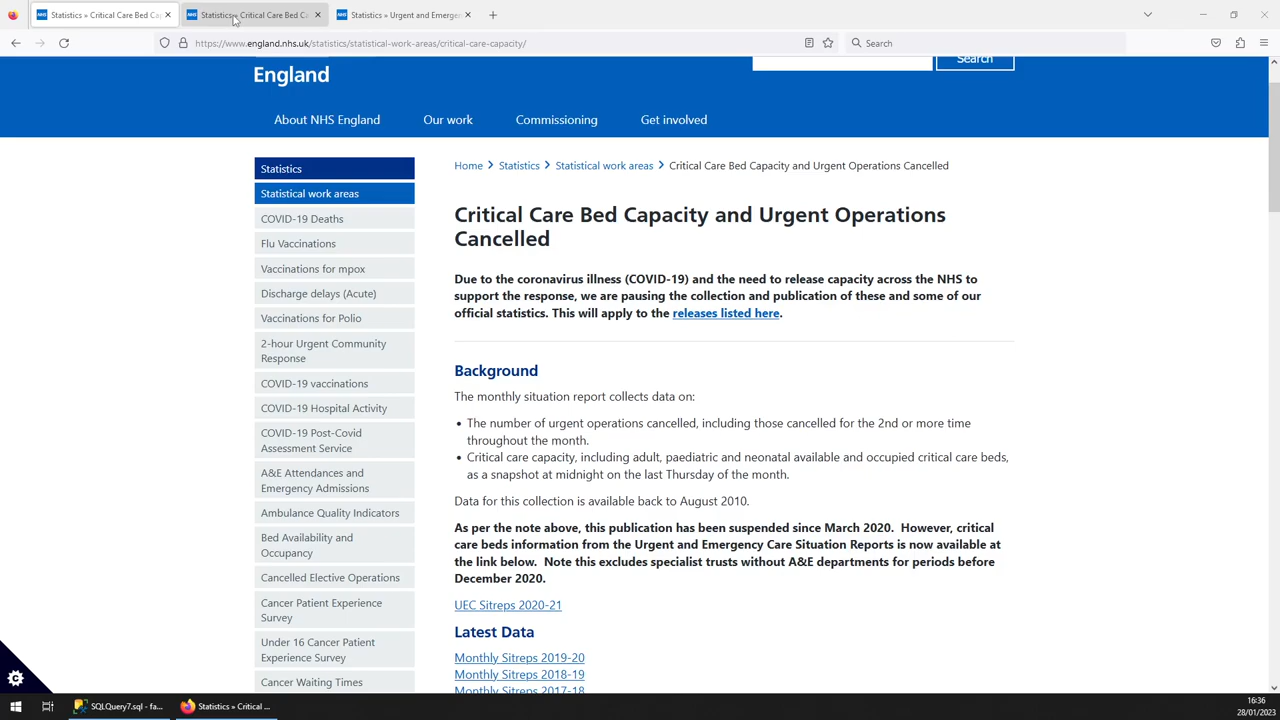 Statistics » Critical Care Bed Ca
Statistics » Critical Care Bed Ca
Statistics » Urgent and Emerge
https://www.england.nhs.uk/statistics/statistical-work-areas/critical-care-capacity/
Search
England
Search
About NHS England
Our work
Commissioning
Get involved
Home
Statistics
Statistical work areas
Critical Care Bed Capacity and Urgent Operations Cancelled
Statistics
Statistical work areas
COVID-19 Deaths
Flu Vaccinations
Vaccinations for mpox
Discharge delays (Acute)
Vaccinations for Polio
2-hour Urgent Community
Response
COVID-19 vaccinations
COVID-19 Hospital Activity
COVID-19 Post-Covid
Assessment Service
A&E Attendances and
Emergency Admissions
Ambulance Quality Indicators
Bed Availability and
Occupancy
Cancelled Elective Operations
Cancer Patient Experience
Survey
Under 16 Cancer Patient
Experience Survey
Cancer Waiting Times
Critical Care Bed Capacity and Urgent Operations
Cancelled
Due to the coronavirus illness (COVID-19) and the need to release capacity across the NHS to
support the response, we are pausing the collection and publication of these and some of our
official statistics. This will apply to the releases listed here.
Background
The monthly situation report collects data on:
• The number of urgent operations cancelled, including those cancelled for the 2nd or more time
throughout the month.
• Critical care capacity, including adult, paediatric and neonatal available and occupied critical care beds,
as a snapshot at midnight on the last Thursday of the month.
Data for this collection is available back to August 2010.
As per the note above, this publication has been suspended since March 2020. However, critical
care beds information from the Urgent and Emergency Care Situation Reports is now available at
the link below. Note this excludes specialist trusts without A&E departments for periods before
December 2020.
UEC Sitreps 2020-21
Latest Data
Monthly Sitreps 2019-20
Monthly Sitreps 2018-19
Monthly Sitreps 2017-18
SQLQuery7.sql - fa...
Statistics » Critical ...
16:36
28/01/2023